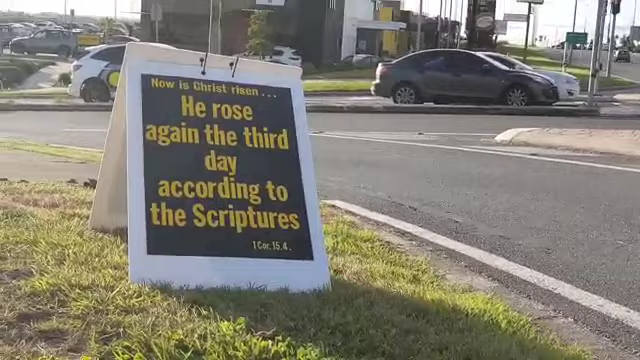 Now is Christ risen...
He rose
again the third
day
according to
the Scriptures
1 Cor. 15. 4.